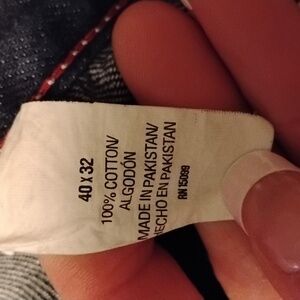 40 X 32
100% COTTON/
ALGODÓN
MADE IN PAKISTAN/
HECHO EN PAKISTAN
RN 15099